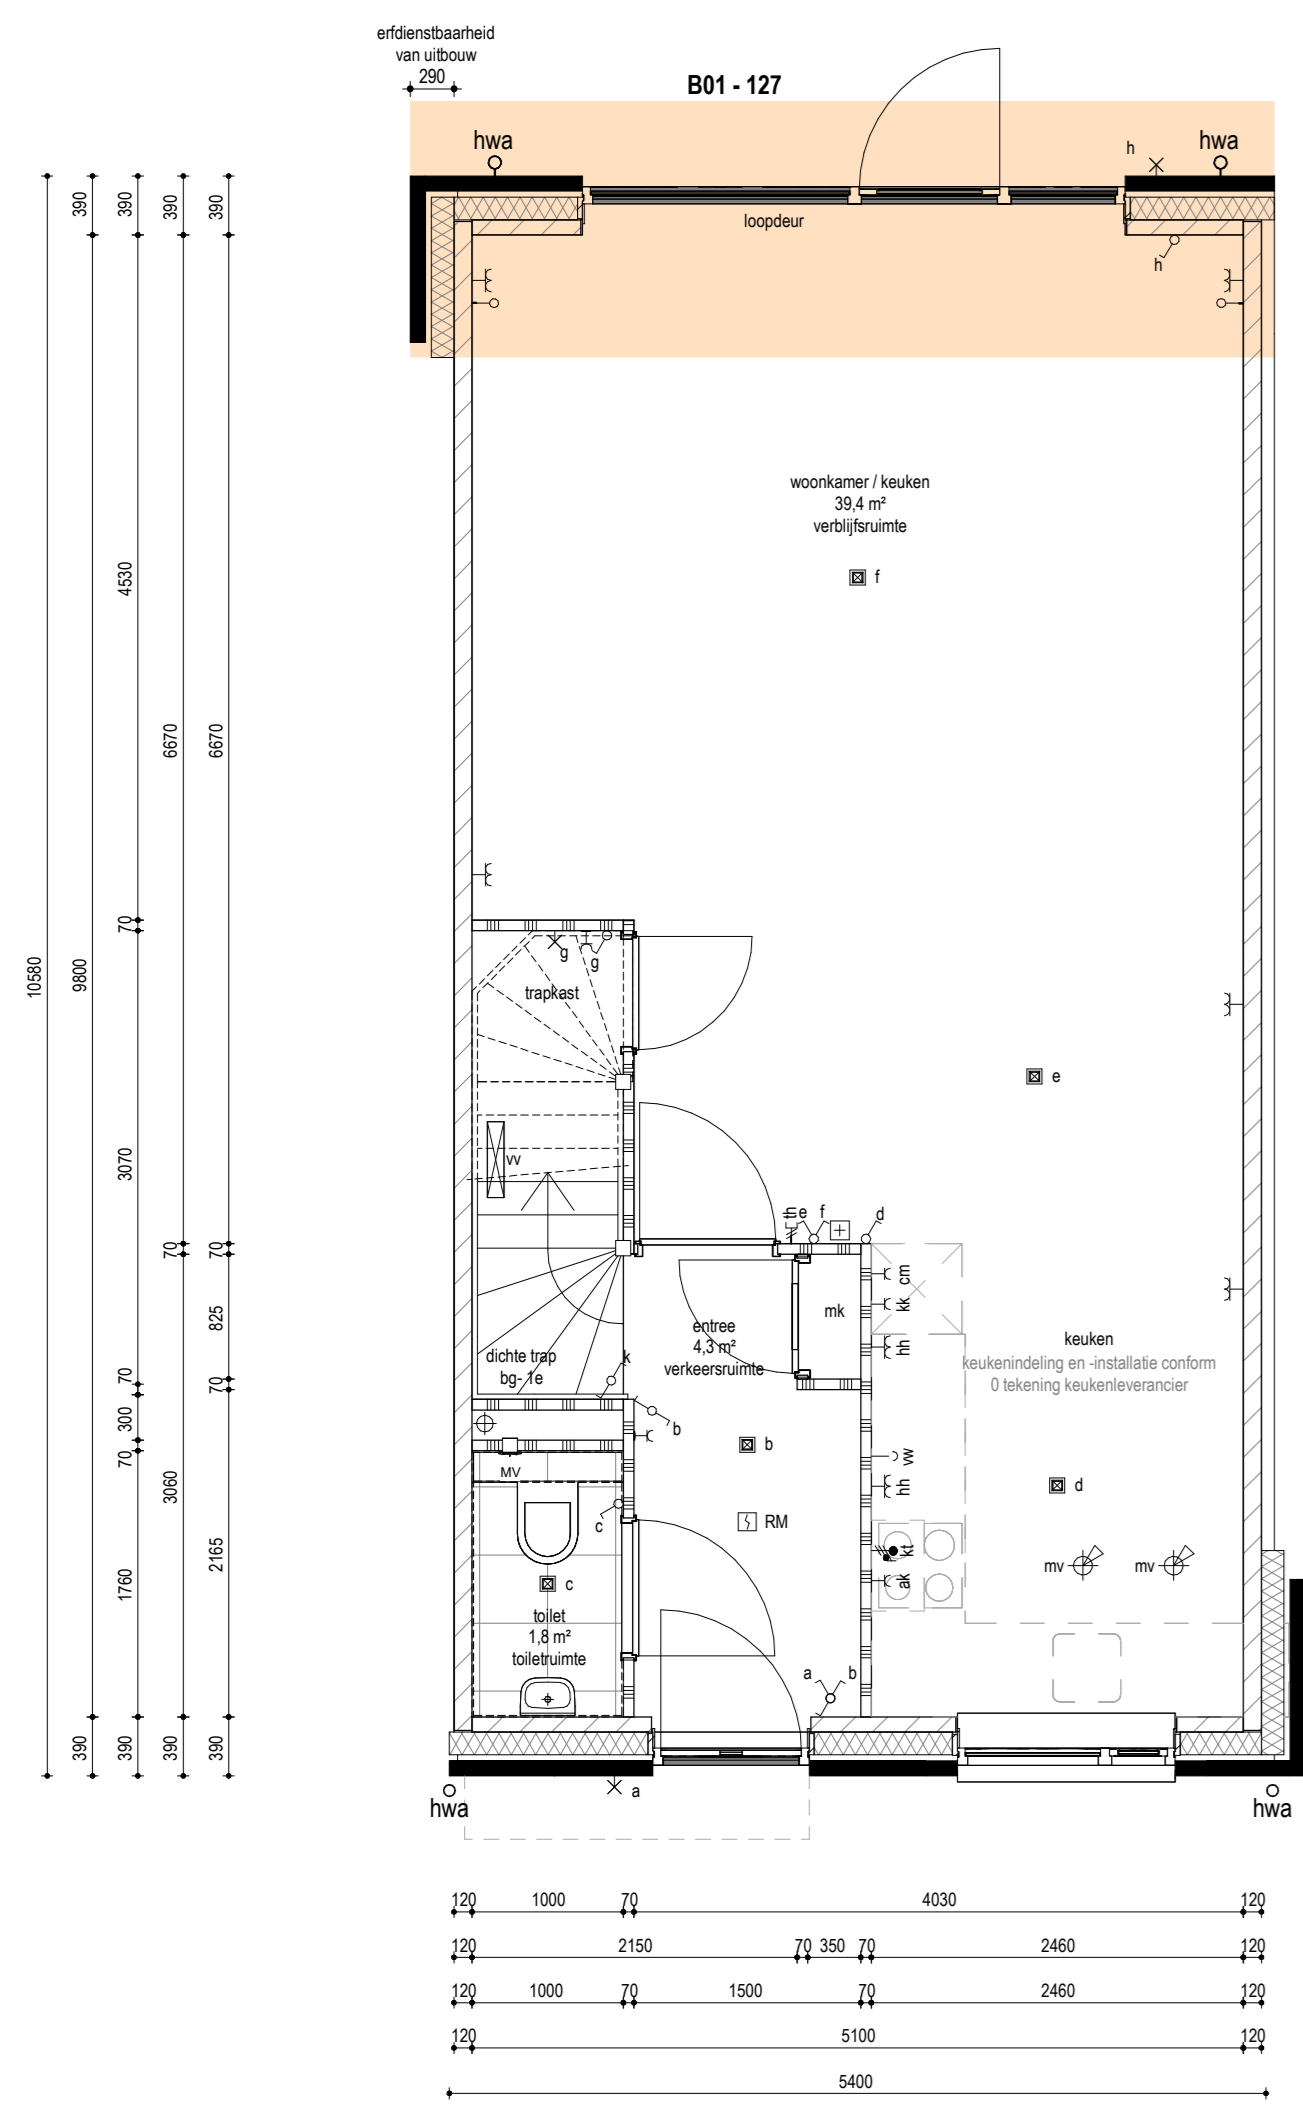 erfdienstbaarheid
van uitbouw
290
B01 - 127
hwa
hwa
h
loopdeur
h
390
390
390
390
woonkamer / keuken
39,4 m²
verblijfsruimte
f
4530
6670
6670
70
10580
9800
g
g
trapkast
e
3070
vv
th
e
f
d
70
70
cm
kk
hh
mk
825
entree
4,3 m²
verkeersruimte
keuken
keukenindeling en -installatie conform
0 tekening keukenleverancier
dichte trap
bg- 1e
k
70
70
300
b
b
70
MV
3060
vw
hh
d
c
RM
kt
ak
mv
mv
1760
2165
c
toilet
1,8 m²
toiletruimte
a
b
390
390
390
390
a
hwa
hwa
120
1000
70
4030
120
120
2150
70
350
70
2460
120
120
1000
70
1500
70
2460
120
120
5100
120
5400